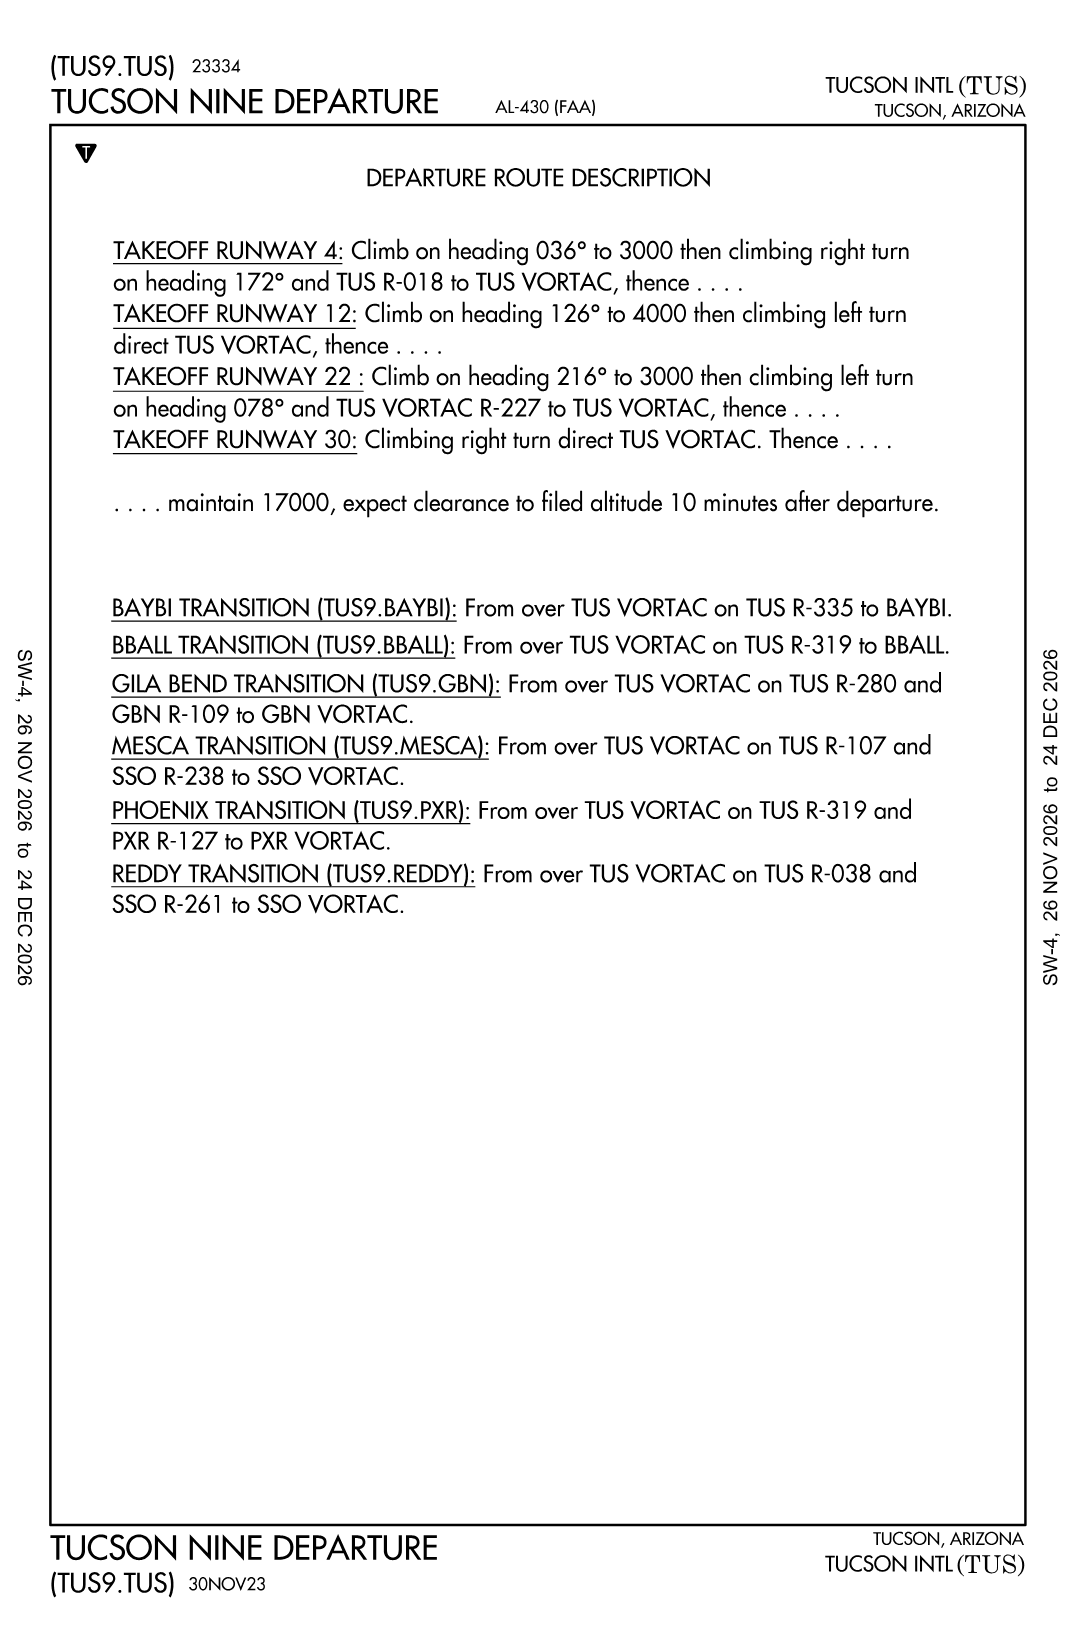 (TUS9.TUS) 23334
TUCSON NINE DEPARTURE
AL-430 (FAA)
TUCSON INTL (TUS)
TUCSON, ARIZONA
T
DEPARTURE ROUTE DESCRIPTION
TAKEOFF RUNWAY 4: Climb on heading 036° to 3000 then climbing right turn
on heading 172° and TUS R-018 to TUS VORTAC, thence . . . .
TAKEOFF RUNWAY 12: Climb on heading 126° to 4000 then climbing left turn
direct TUS VORTAC, thence . . . .
TAKEOFF RUNWAY 22 : Climb on heading 216° to 3000 then climbing left turn
on heading 078° and TUS VORTAC R-227 to TUS VORTAC, thence . . . .
TAKEOFF RUNWAY 30: Climbing right turn direct TUS VORTAC. Thence . . . .
. . . . maintain 17000, expect clearance to filed altitude 10 minutes after departure.
BAYBI TRANSITION (TUS9.BAYBI): From over TUS VORTAC on TUS R-335 to BAYBI.
BBALL TRANSITION (TUS9.BBALL): From over TUS VORTAC on TUS R-319 to BBALL.
GILA BEND TRANSITION (TUS9.GBN): From over TUS VORTAC on TUS R-280 and
GBN R-109 to GBN VORTAC.
MESCA TRANSITION (TUS9.MESCA): From over TUS VORTAC on TUS R-107 and
SSO R-238 to SSO VORTAC.
PHOENIX TRANSITION (TUS9.PXR): From over TUS VORTAC on TUS R-319 and
PXR R-127 to PXR VORTAC.
REDDY TRANSITION (TUS9.REDDY): From over TUS VORTAC on TUS R-038 and
SSO R-261 to SSO VORTAC.
SW-4, 26 NOV 2026 to 24 DEC 2026
SW-4, 26 NOV 2026 to 24 DEC 2026
TUCSON NINE DEPARTURE
(TUS9.TUS) 30NOV23
TUCSON, ARIZONA
TUCSON INTL (TUS)